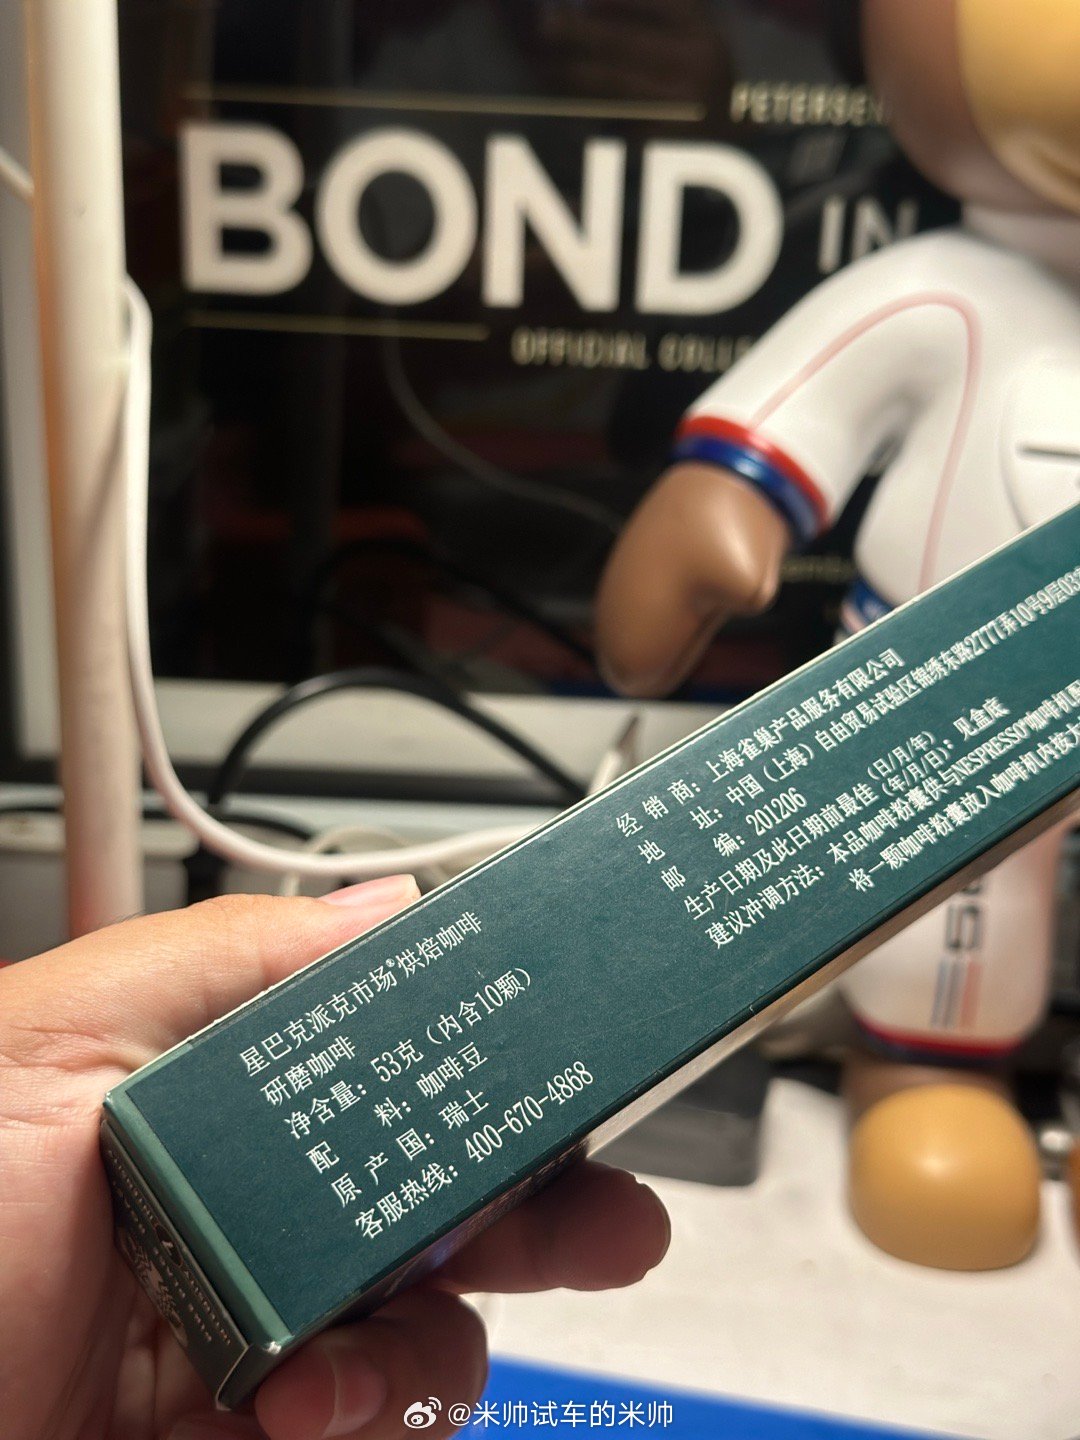 PETERSE
BOND IN
OFFICIAL COLLE
经销商：上海雀巢产品服务有限公司
地址：中国（上海）自由贸易试验区锦绣东路2777弄10号9层03
邮编：201206
生产日期及此日期前最佳（日/月/年）
（年/月/日）：见盒底
建议冲调方法：本品咖啡粉囊供与NESPRESSO®咖啡机配
将一颗咖啡粉囊放入咖啡机内按大
星巴克派克市场®烘焙咖啡
研磨咖啡
净含量：53克（内含10颗）
配料：咖啡豆
原产国：瑞士
客服热线：400-670-4868
INTENSITY
@米帅试车的米帅